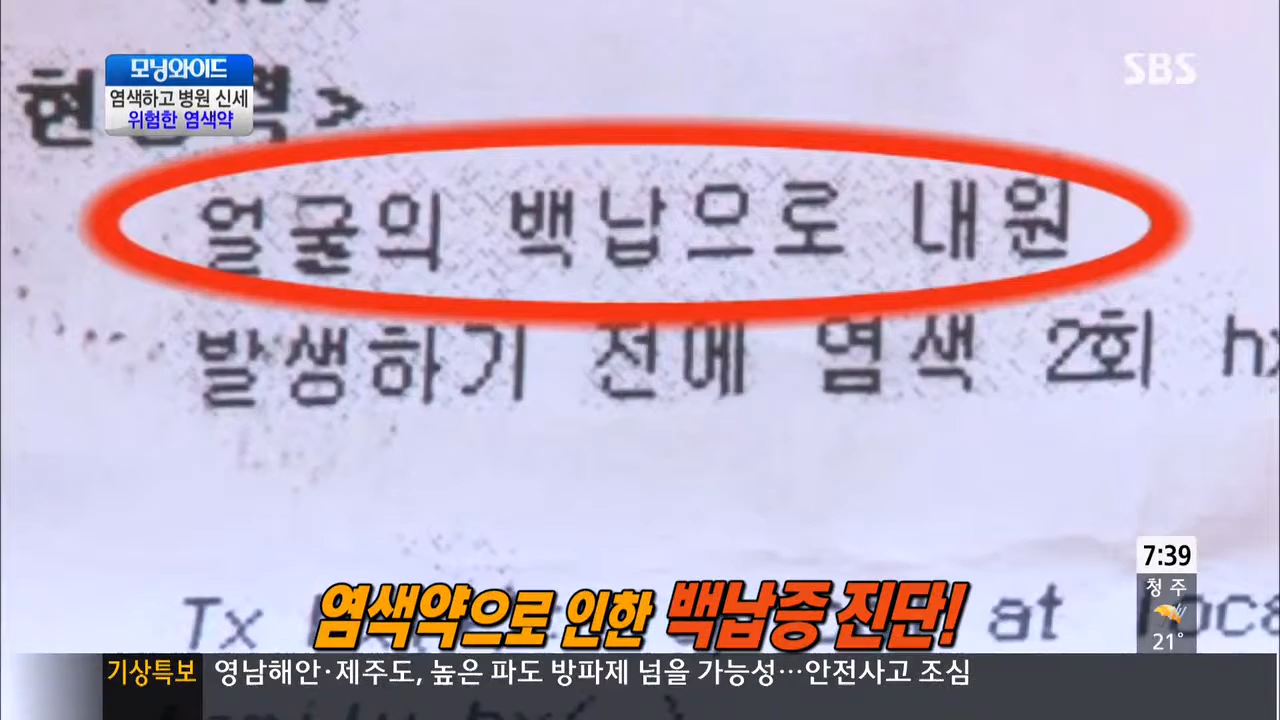 모닝와이드
염색하고 병원 신세
위험한 염색약
SBS
얼굴의 백납으로 내원
발생하기 전메 염색 2회
염색약으로 인한 백납증 진단!
Tx
at
7:39
청주
21°
기상특보 영남해안·제주도, 높은 파도 방파제 넘을 가능성…안전사고 조심